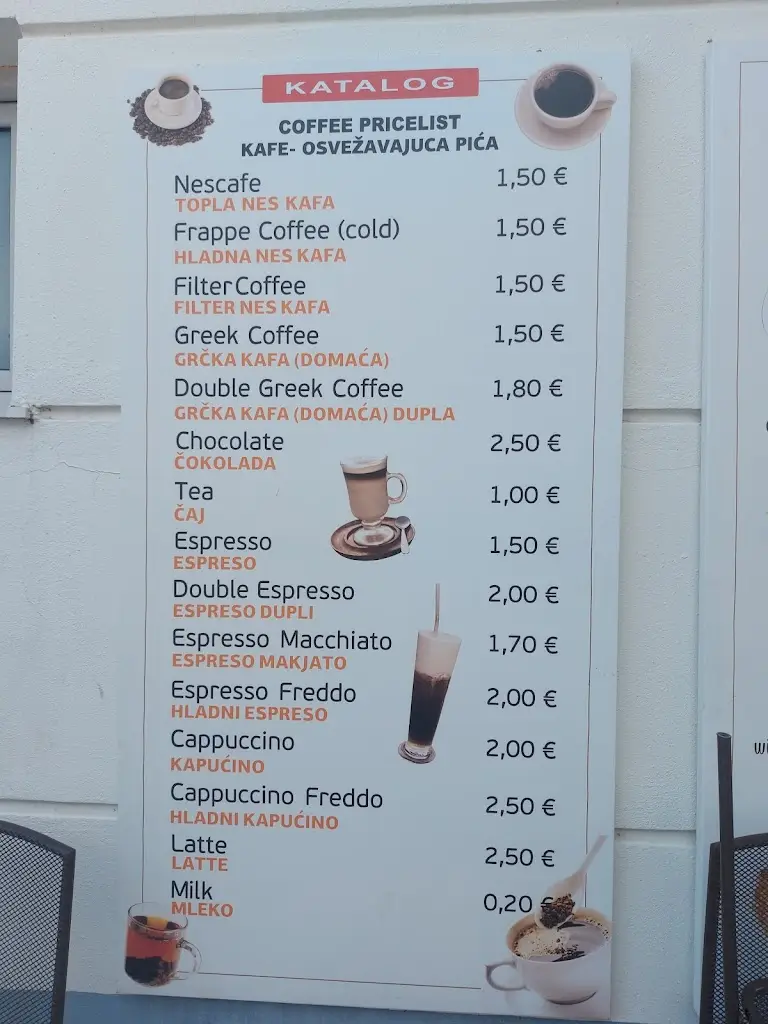 KATALOG
COFFEE PRICELIST
KAFE- OSVEŽAVAJUCA PIĆA
Nescafe 1,50 €
TOPLA NES KAFA
Frappe Coffee (cold) 1,50 €
HLADNA NES KAFA
Filter Coffee 1,50 €
FILTER NES KAFA
Greek Coffee 1,50 €
GRČKA KAFA (DOMAĆA)
Double Greek Coffee 1,80 €
GRČKA KAFA (DOMAĆA) DUPLA
Chocolate 2,50 €
ČOKOLADA
Tea 1,00 €
ČAJ
Espresso 1,50 €
ESPRESO
Double Espresso 2,00 €
ESPRESO DUPLI
Espresso Macchiato 1,70 €
ESPRESO MAKJATO
Espresso Freddo 2,00 €
HLADNI ESPRESO
Cappuccino 2,00 €
KAPUĆINO
Cappuccino Freddo 2,50 €
HLADNI KAPUĆINO
Latte 2,50 €
LATTE
Milk 0,20 €
MLEKO